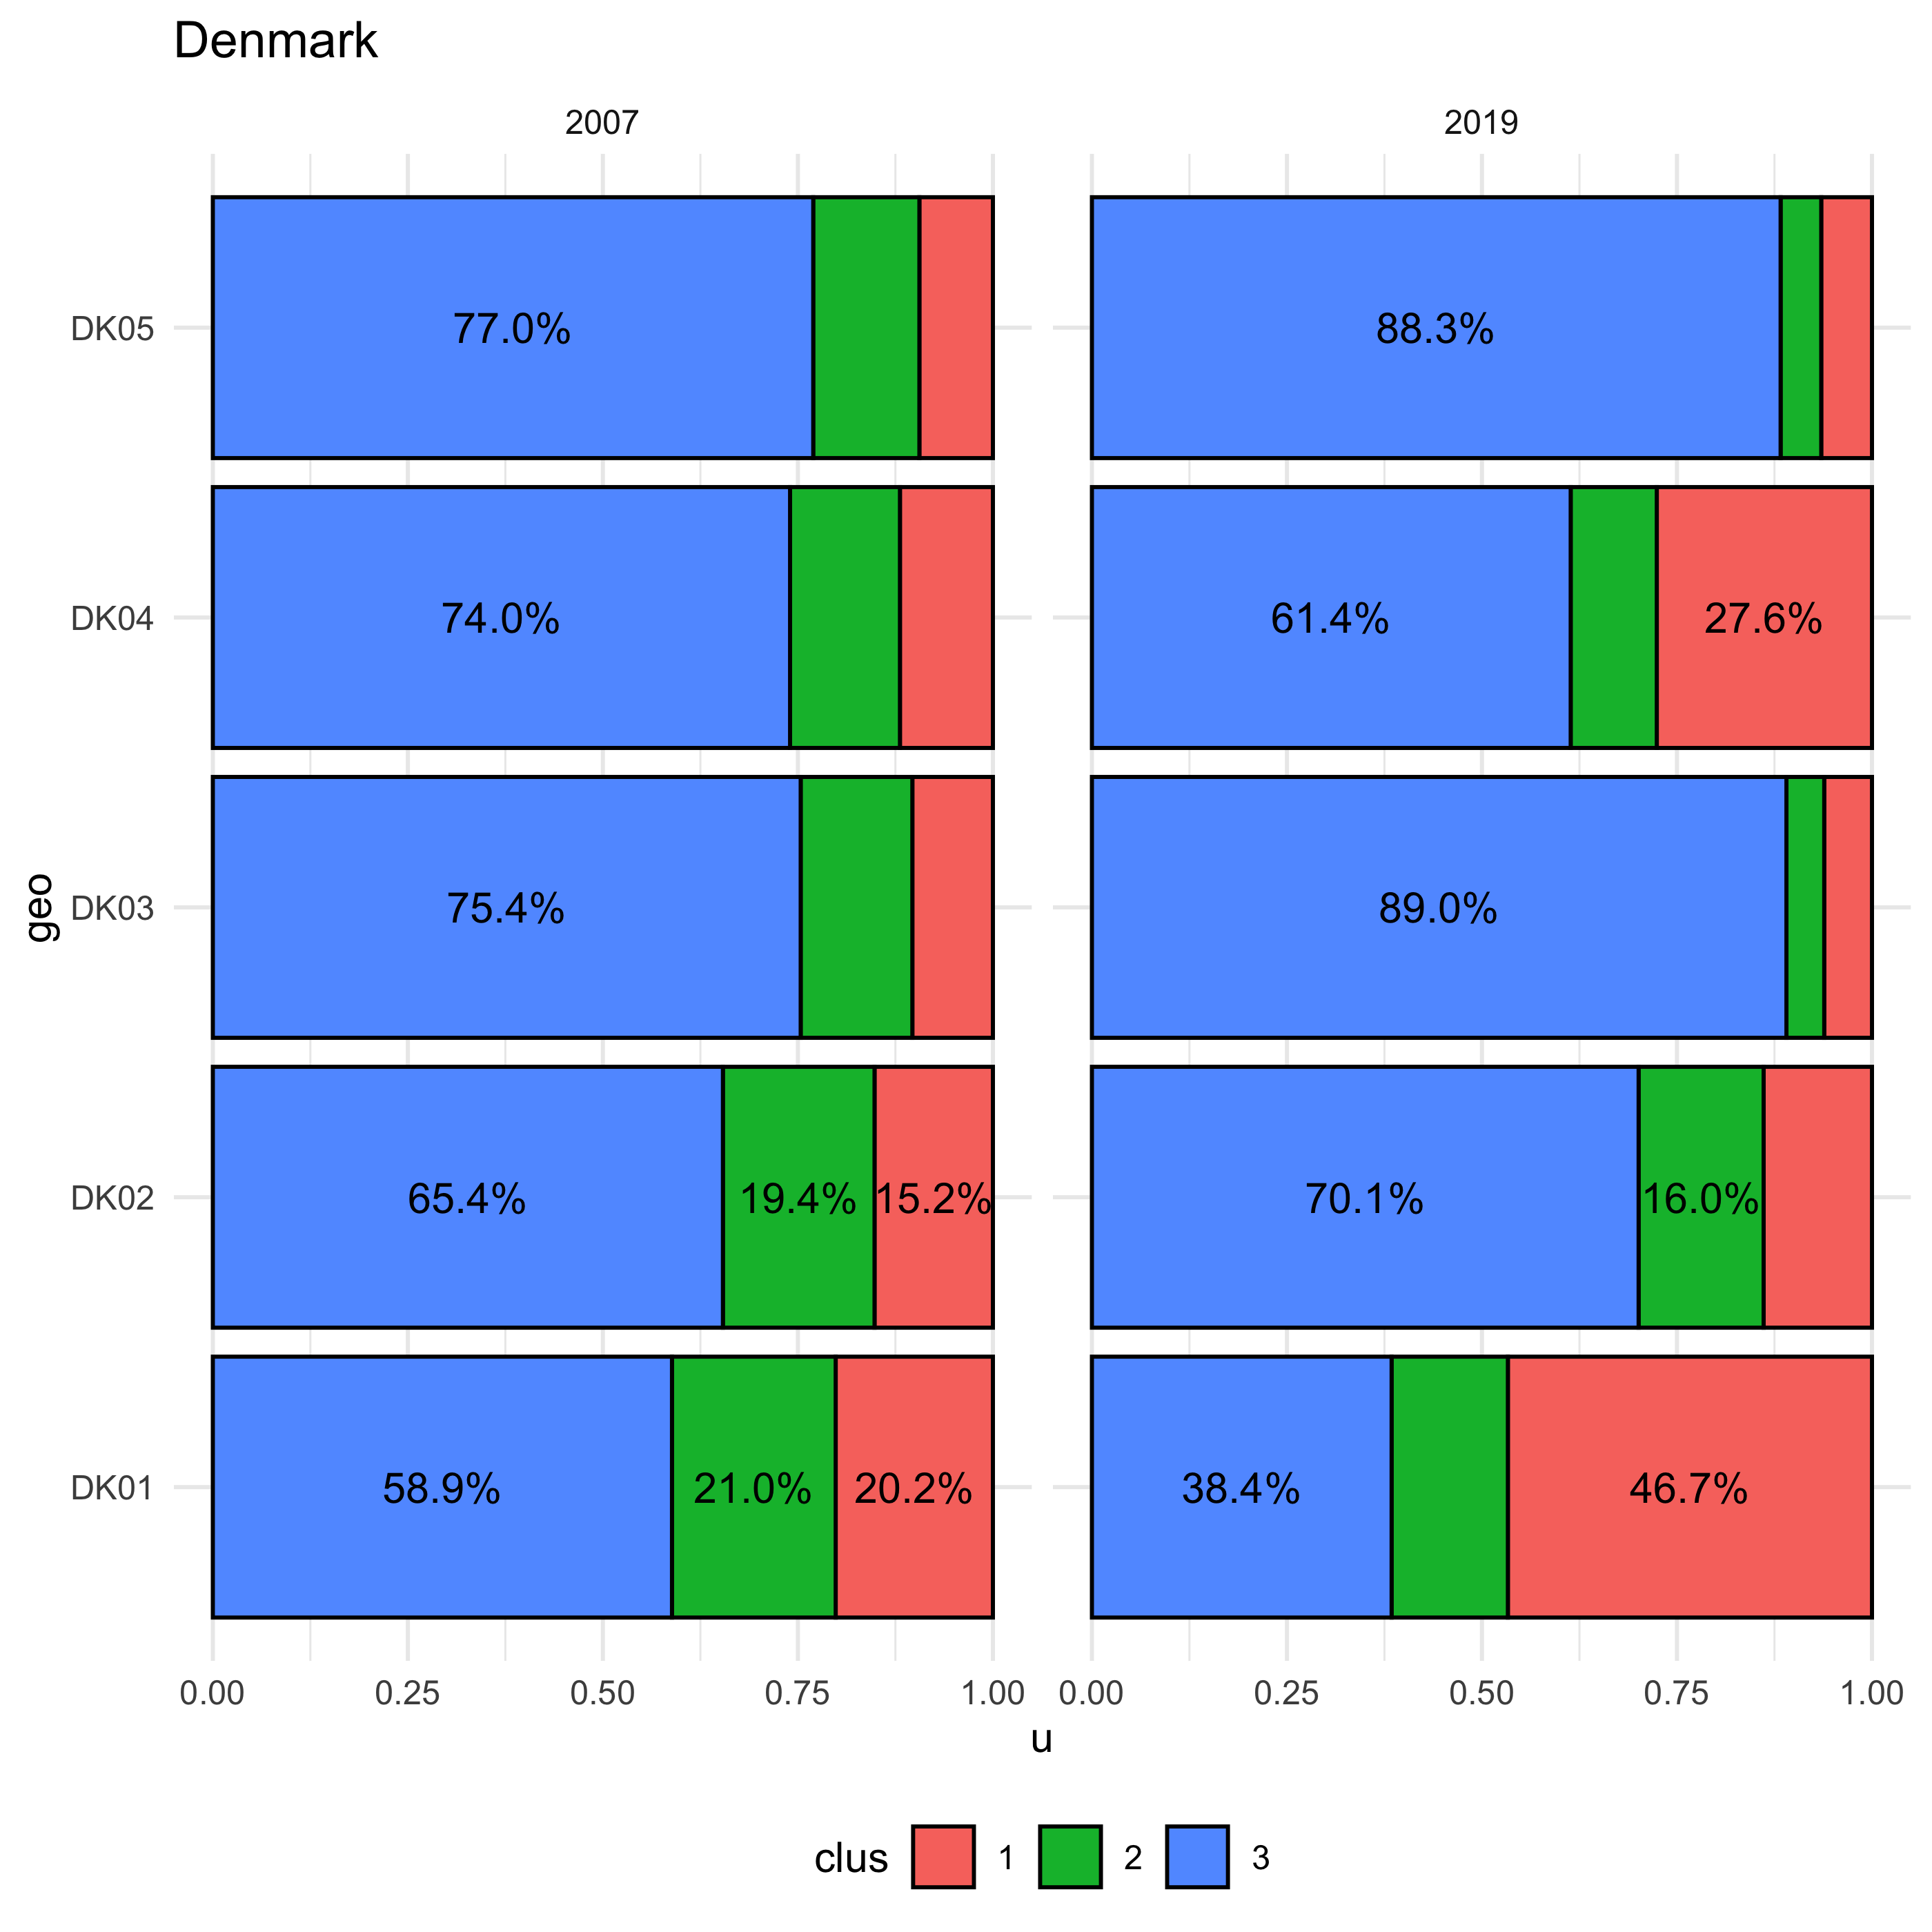 Denmark
2007 2019
DK05 77.0% 88.3%
DK04 74.0% 61.4% 27.6%
geo
DK03 75.4% 89.0%
DK02 65.4% 19.4% 15.2% 70.1% 16.0%
DK01 58.9% 21.0% 20.2% 38.4% 46.7%
0.00 0.25 0.50 0.75 1.00 0.00 0.25 0.50 0.75 1.00
u
clus 1 2 3